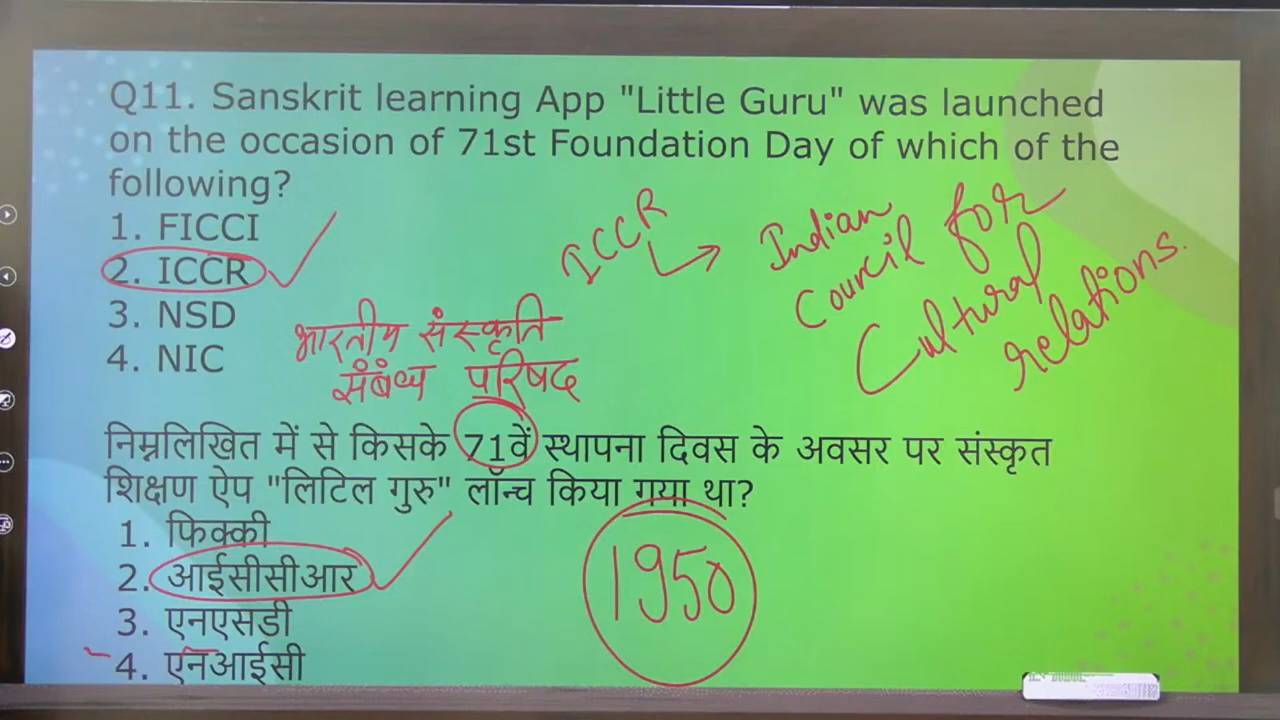 Q11. Sanskrit learning App "Little Guru" was launched
on the occasion of 71st Foundation Day of which of the
following?
1. FICCI
2. ICCR
3. NSD
4. NIC
ICCR
Indian
Council for
Cultural
relations.
भारतीय संस्कृति
संबंध परिषद
निम्नलिखित में से किसके 71वें स्थापना दिवस के अवसर पर संस्कृत
शिक्षण ऐप "लिटिल गुरु" लॉन्च किया गया था?
1. फिक्की
2. आईसीसीआर
3. एनएसडी
4. एनआईसी
1950